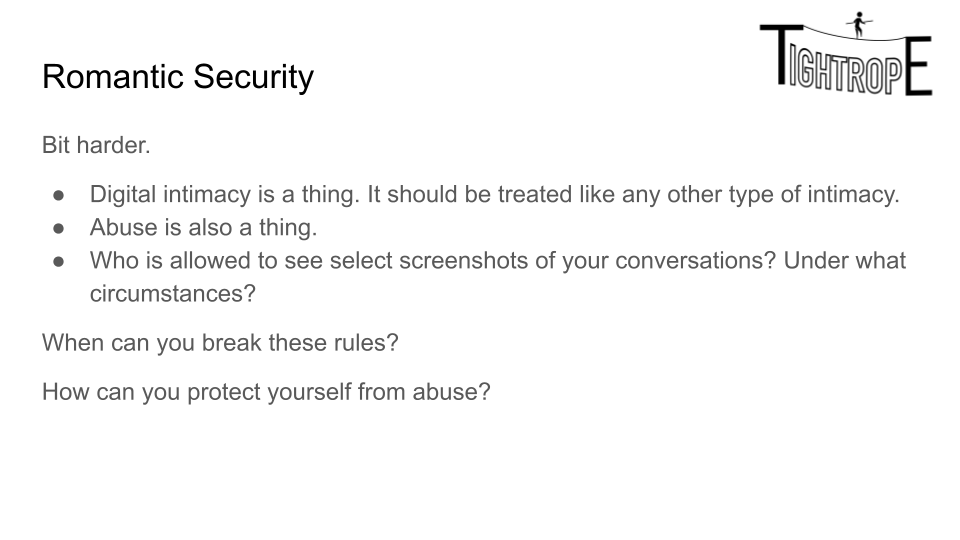 TIGHTROPE
Romantic Security
Bit harder.
● Digital intimacy is a thing. It should be treated like any other type of intimacy.
● Abuse is also a thing.
● Who is allowed to see select screenshots of your conversations? Under what
circumstances?
When can you break these rules?
How can you protect yourself from abuse?